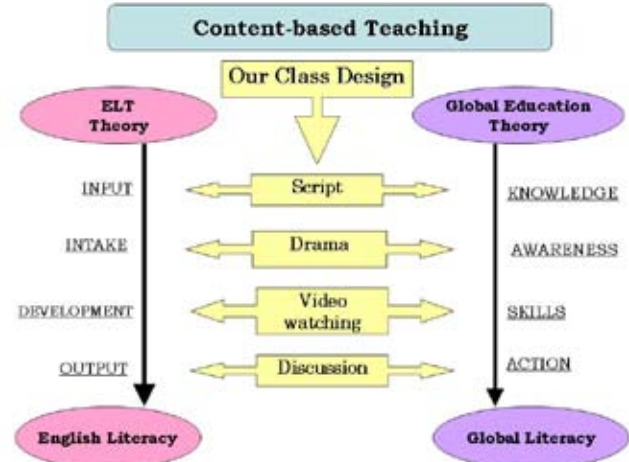 Content-based Teaching
Our Class Design
ELT
Theory
Global Education
Theory
INPUT
Script
KNOWLEDGE
INTAKE
Drama
AWARENESS
DEVELOPMENT
Video
watching
SKILLS
OUTPUT
Discussion
ACTION
English Literacy
Global Literacy